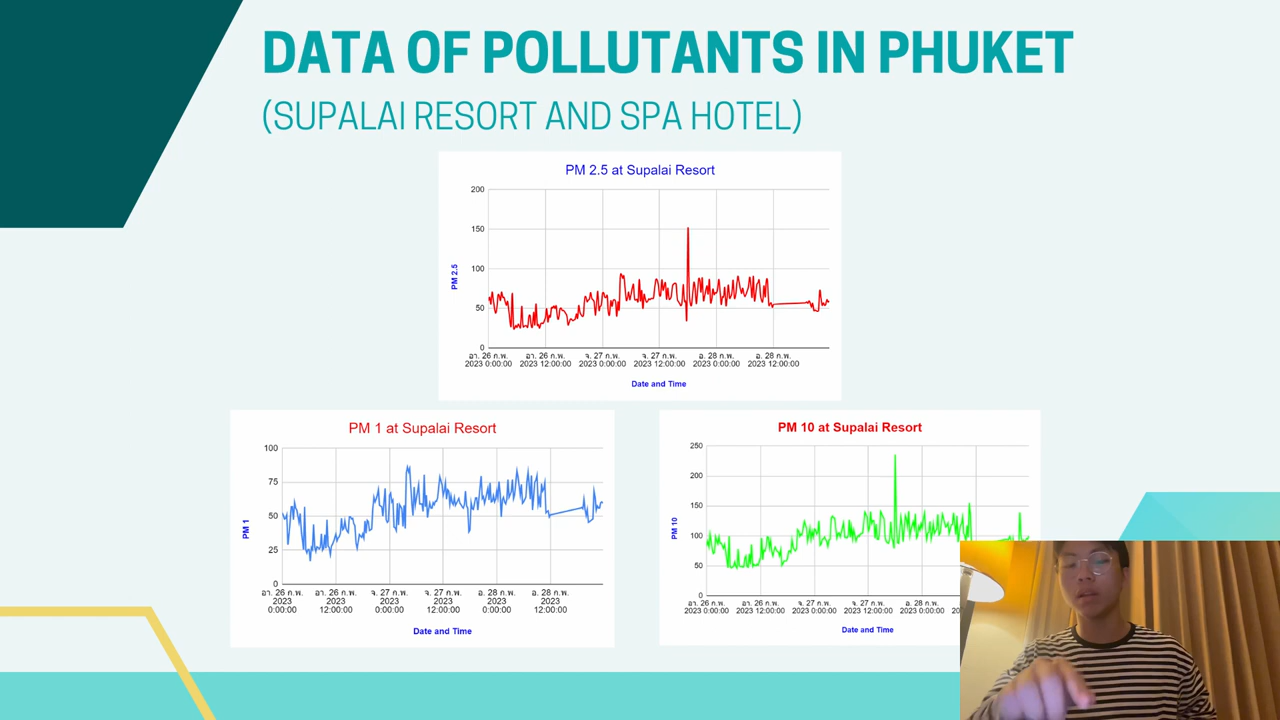 DATA OF POLLUTANTS IN PHUKET
(SUPALAI RESORT AND SPA HOTEL)
PM 2.5 at Supalai Resort
200
150
100
50
0
PM 2.5
อา. 26 ก.พ. อา. 26 ก.พ. จ. 27 ก.พ. จ. 27 ก.พ. อ. 28 ก.พ. อ. 28 ก.พ.
2023 0:00:00 2023 12:00:00 2023 0:00:00 2023 12:00:00 2023 0:00:00 2023 12:00:00
Date and Time
PM 1 at Supalai Resort
100
75
50
25
0
PM 1
อา. 26 ก.พ. อา. 26 ก.พ. จ. 27 ก.พ. จ. 27 ก.พ. อ. 28 ก.พ. อ. 28 ก.พ.
2023 2023 2023 2023 2023 2023
0:00:00 12:00:00 0:00:00 12:00:00 0:00:00 12:00:00
Date and Time
PM 10 at Supalai Resort
250
200
150
100
50
0
PM 10
อา. 26 ก.พ. อา. 26 ก.พ. จ. 27 ก.พ. จ. 27 ก.พ. อ. 28 ก.พ.
2023 0:00:00 2023 12:00:00 2023 0:00:00 2023 12:00:00 2023 0:00:00
Date and Time